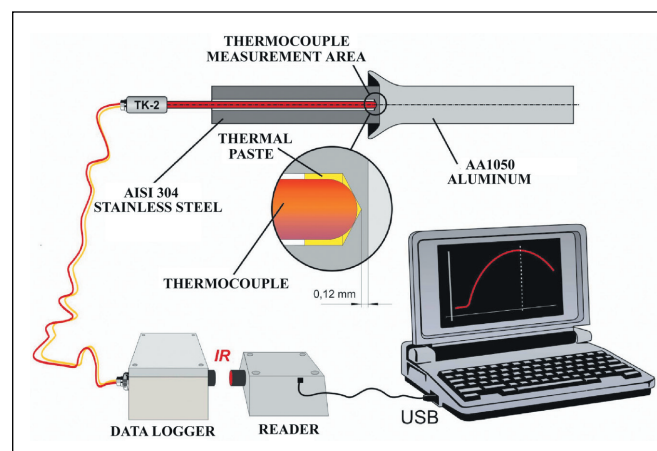 THERMOCOUPLE
MEASUREMENT AREA
TK-2
THERMAL
PASTE
AA1050
ALUMINUM
AISI 304
STAINLESS STEEL
THERMOCOUPLE
0,12 mm
IR
USB
DATA LOGGER
READER